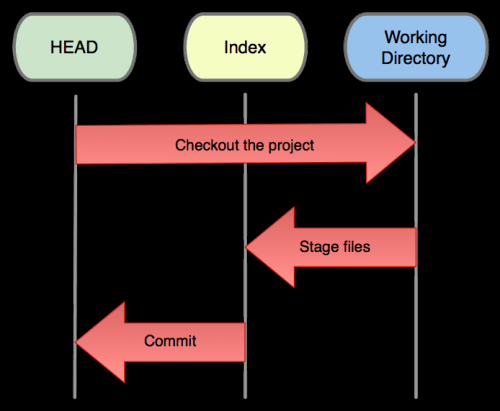 HEAD
Index
Working
Directory
Checkout the project
Stage files
Commit